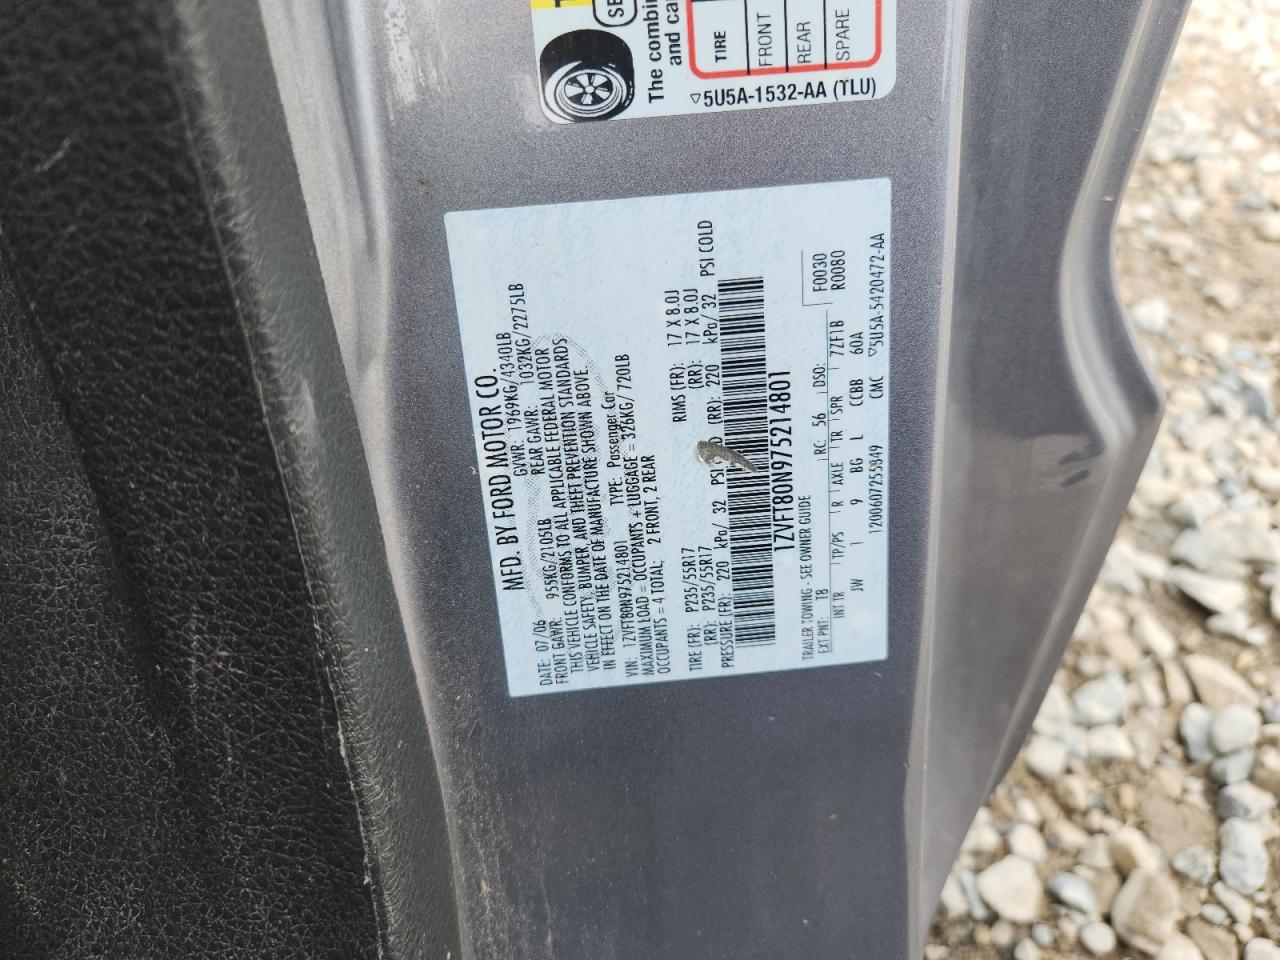 SE
The combin
and car
TIRE
FRONT
REAR
SPARE
▽5U5A-1532-AA (TLU)
MFD. BY FORD MOTOR CO.
DATE: 07/06 GVWR: 1969KG/4340LB
FRONT GAWR: 955KG/2105LB REAR GAWR: 1032KG/2275LB
THIS VEHICLE CONFORMS TO ALL APPLICABLE FEDERAL MOTOR
VEHICLE SAFETY, BUMPER, AND THEFT PREVENTION STANDARDS
IN EFFECT ON THE DATE OF MANUFACTURE SHOWN ABOVE.
VIN: 1ZVFT80N975214801 TYPE: Passenger Car
MAXIMUM LOAD = OCCUPANTS + LUGGAGE = 326KG/720LB
OCCUPANTS = 4 TOTAL; 2 FRONT, 2 REAR
TIRE (FR): P235/55R17 RIMS (FR): 17 X 8.0J
(RR): P235/55R17 (RR): 17 X 8.0J
PRESSURE (FR): 220 kPa/ 32 PSI (RR): 220 kPa/ 32 PSI COLD
1ZVFT80N975214801
TRAILER TOWING - SEE OWNER GUIDE
F0030
R0080
EXT PNT: T8 RC: 56 DSO:
INT TR TP/PS R AXLE TR SPR 7ZF1B
JW 1 9 BG L CCBB 60A
120060725SB49 CMC ▽5U5A-5420472-AA